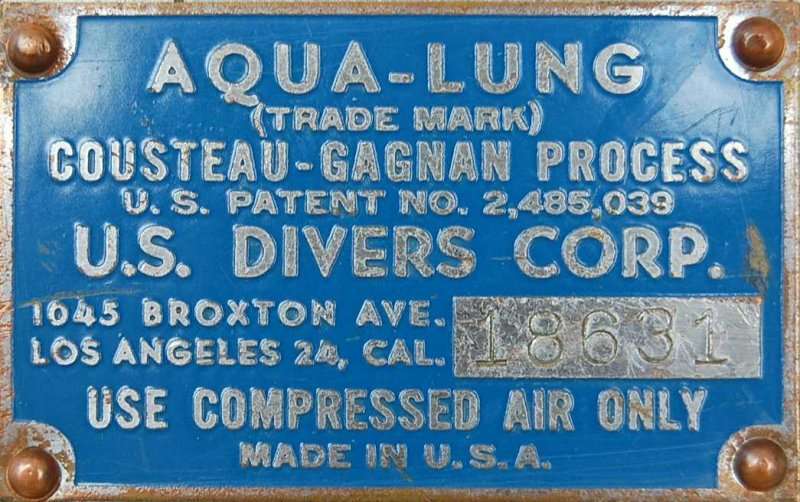 AQUA-LUNG
(TRADE MARK)
COUSTEAU-GAGNAN PROCESS
U.S. PATENT NO. 2,485,039
U.S. DIVERS CORP.
1045 BROXTON AVE.
LOS ANGELES 24, CAL.
18631
USE COMPRESSED AIR ONLY
MADE IN U.S.A.